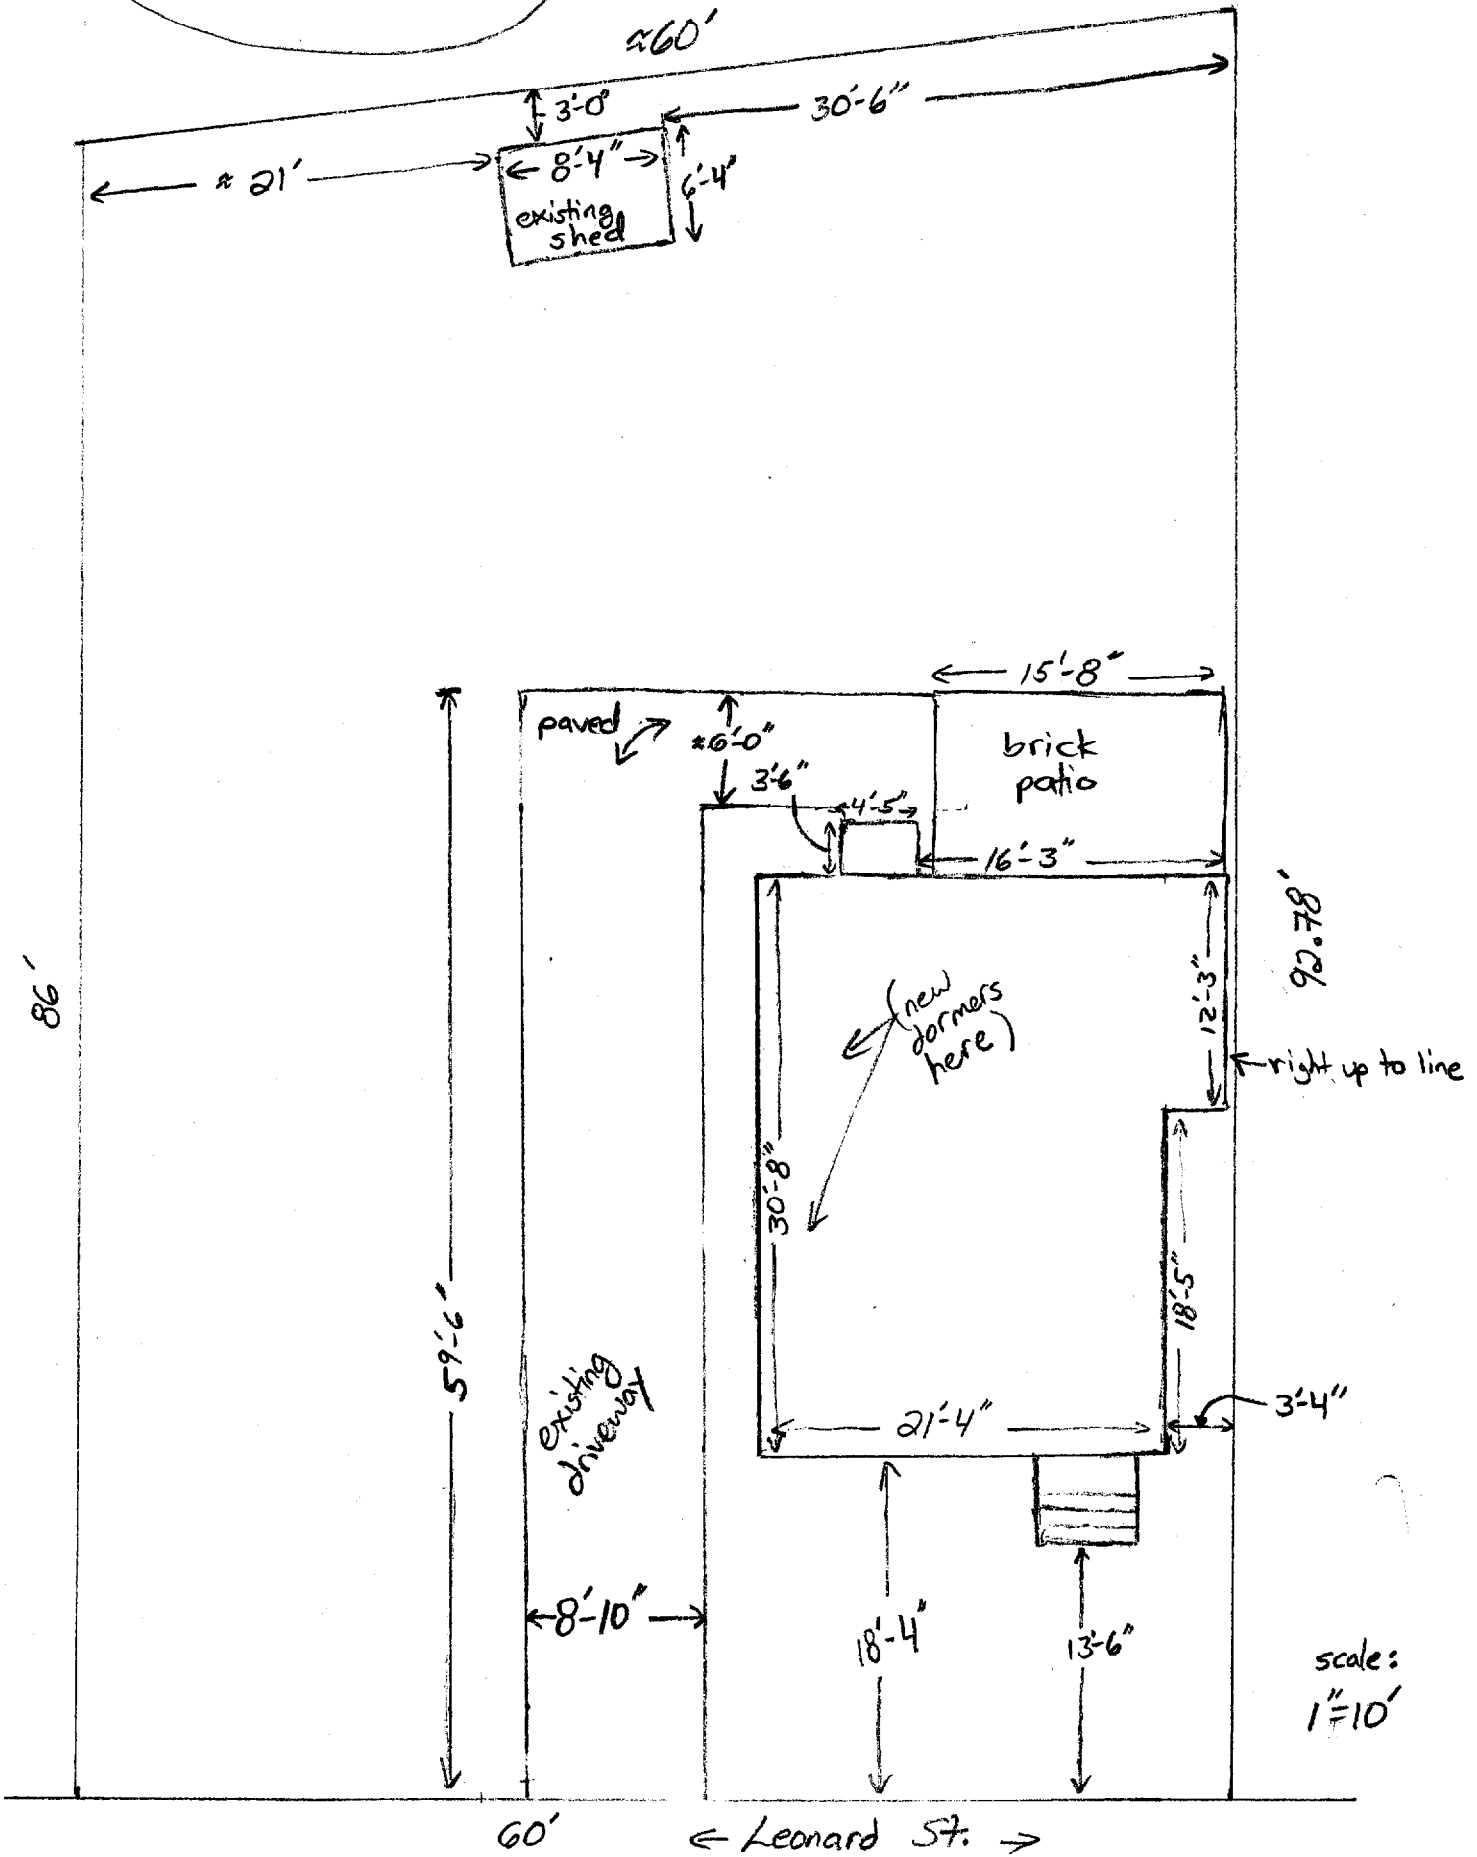 ≈60'
3'-0"
30'-6"
≈ 21'
8'-4"
6'-4"
existing
shed
15'-8"
paved
≈6'-0"
brick
patio
3'-6"
4'-5"
16'-3"
92.78'
86'
(new
dormers
here)
12'-3"
right up to line
30'-8"
18'-5"
59'-6"
existing
driveway
21'-4"
3'-4"
8'-10"
18'-4"
13'-6"
scale:
1"=10'
60'
← Leonard St. →